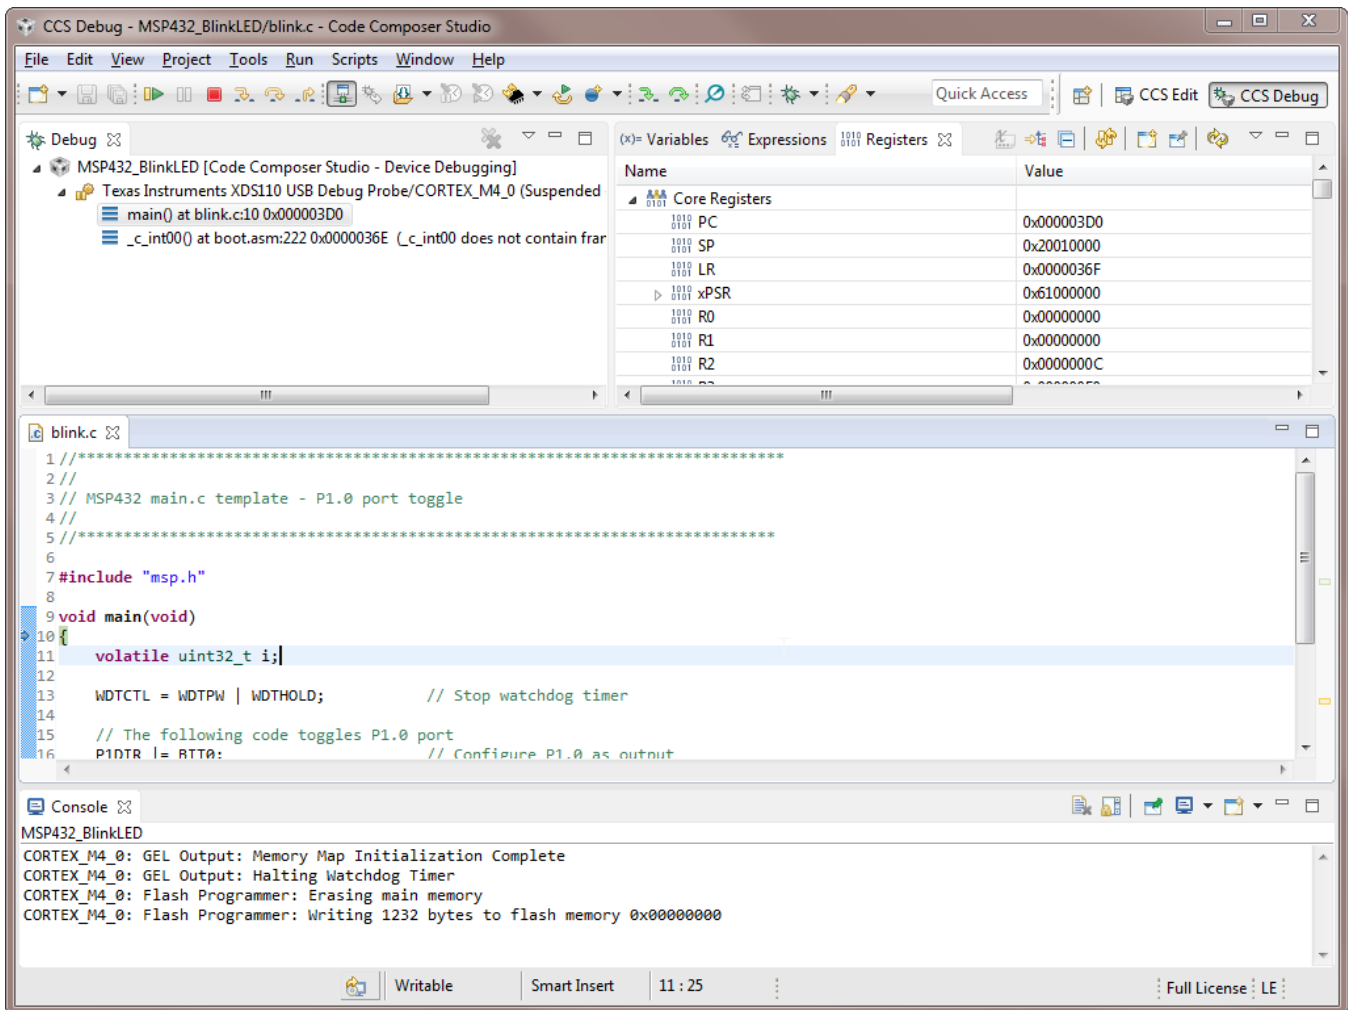 CCS Debug - MSP432_BlinkLED/blink.c - Code Composer Studio
File Edit View Project Tools Run Scripts Window Help
Quick Access CCS Edit CCS Debug
Debug
MSP432_BlinkLED [Code Composer Studio - Device Debugging]
Texas Instruments XDS110 USB Debug Probe/CORTEX_M4_0 (Suspended
main() at blink.c:10 0x000003D0
_c_int00() at boot.asm:222 0x0000036E (_c_int00 does not contain frar
(x)= Variables Expressions Registers
Name Value
Core Registers
PC 0x000003D0
SP 0x20010000
LR 0x0000036F
xPSR 0x61000000
R0 0x00000000
R1 0x00000000
R2 0x0000000C
blink.c
1 //*****************************************************************************
2 //
3 // MSP432 main.c template - P1.0 port toggle
4 //
5 //****************************************************************************
6
7 #include "msp.h"
8
9 void main(void)
10 {
11 volatile uint32_t i;
12
13 WDTCTL = WDTPW | WDTHOLD; // Stop watchdog timer
14
15 // The following code toggles P1.0 port
16 P1DIR |= BIT0; // Configure P1.0 as output
Console
MSP432_BlinkLED
CORTEX_M4_0: GEL Output: Memory Map Initialization Complete
CORTEX_M4_0: GEL Output: Halting Watchdog Timer
CORTEX_M4_0: Flash Programmer: Erasing main memory
CORTEX_M4_0: Flash Programmer: Writing 1232 bytes to flash memory 0x00000000
Writable Smart Insert 11 : 25 Full License LE